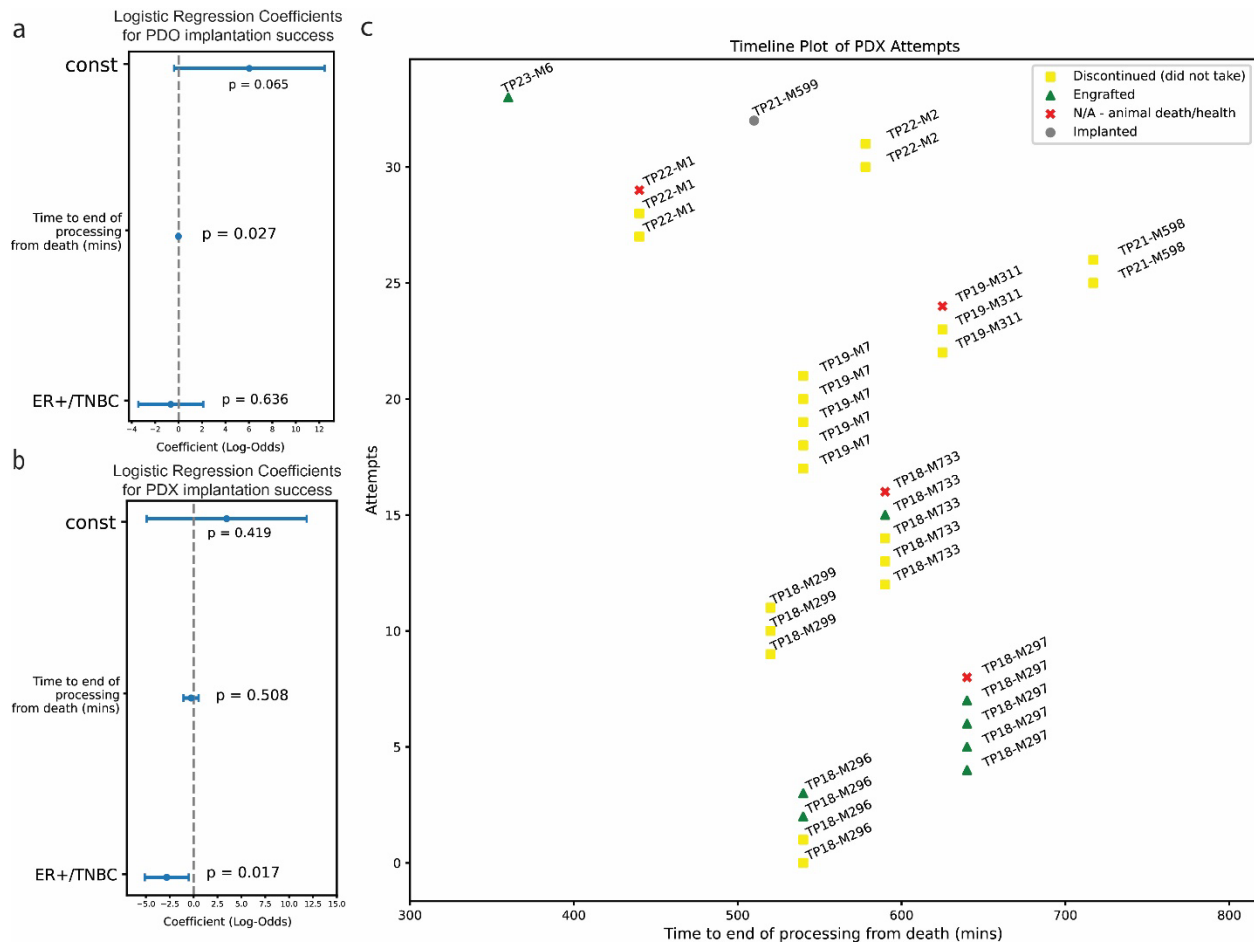 a
Logistic Regression Coefficients
for PDO implantation success
const
p = 0.065
Time to end of
processing
from death (mins)
p = 0.027
ER+/TNBC
p = 0.636
−4 −2 0 2 4 6 8 10 12
Coefficient (Log-Odds)
b
Logistic Regression Coefficients
for PDX implantation success
const
p = 0.419
Time to end of
processing
from death (mins)
p = 0.508
ER+/TNBC
p = 0.017
−5.0 −2.5 0.0 2.5 5.0 7.5 10.0 12.5 15.0
Coefficient (Log-Odds)
c
Timeline Plot of PDX Attempts
Discontinued (did not take)
Engrafted
N/A - animal death/health
Implanted
TP23-M6
TP21-M599
TP22-M2
TP22-M2
TP22-M1
TP22-M1
TP22-M1
TP21-M598
TP21-M598
TP19-M311
TP19-M311
TP19-M311
TP19-M7
TP19-M7
TP19-M7
TP19-M7
TP19-M7
TP18-M733
TP18-M733
TP18-M733
TP18-M733
TP18-M733
TP18-M299
TP18-M299
TP18-M299
TP18-M297
TP18-M297
TP18-M297
TP18-M297
TP18-M297
TP18-M296
TP18-M296
TP18-M296
TP18-M296
Attempts
30
25
20
15
10
5
0
300 400 500 600 700 800
Time to end of processing from death (mins)